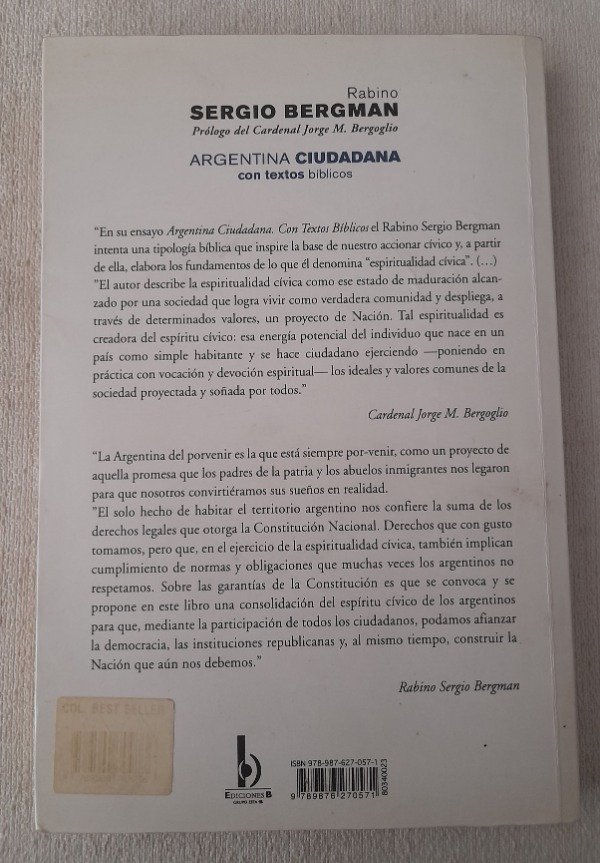 Rabino
SERGIO BERGMAN
Prólogo del Cardenal Jorge M. Bergoglio
ARGENTINA CIUDADANA
con textos bíblicos
"En su ensayo Argentina Ciudadana. Con Textos Bíblicos el Rabino Sergio Bergman
intenta una tipología bíblica que inspire la base de nuestro accionar cívico y, a partir
de ella, elabora los fundamentos de lo que él denomina "espiritualidad cívica". (...)
"El autor describe la espiritualidad cívica como ese estado de maduración alcan-
zado por una sociedad que logra vivir como verdadera comunidad y despliega, a
través de determinados valores, un proyecto de Nación. Tal espiritualidad es
creadora del espíritu cívico: esa energía potencial del individuo que nace en un
país como simple habitante y se hace ciudadano ejerciendo —poniendo en
práctica con vocación y devoción espiritual— los ideales y valores comunes de la
sociedad proyectada y soñada por todos."
Cardenal Jorge M. Bergoglio
"La Argentina del porvenir es la que está siempre por-venir, como un proyecto de
aquella promesa que los padres de la patria y los abuelos inmigrantes nos legaron
para que nosotros convirtiéramos sus sueños en realidad.
"El solo hecho de habitar el territorio argentino nos confiere la suma de los
derechos legales que otorga la Constitución Nacional. Derechos que con gusto
tomamos, pero que, en el ejercicio de la espiritualidad cívica, también implican
cumplimiento de normas y obligaciones que muchas veces los argentinos no
respetamos. Sobre las garantías de la Constitución es que se convoca y se
propone en este libro una consolidación del espíritu cívico de los argentinos
para que, mediante la participación de todos los ciudadanos, podamos afianzar
la democracia, las instituciones republicanas y, al mismo tiempo, construir la
Nación que aún nos debemos."
Rabino Sergio Bergman
COL. BEST SELLER
b
EDICIONES B
GRUPO ZETA
ISBN 978-987-627-057-1
9 789876 270571
80340023